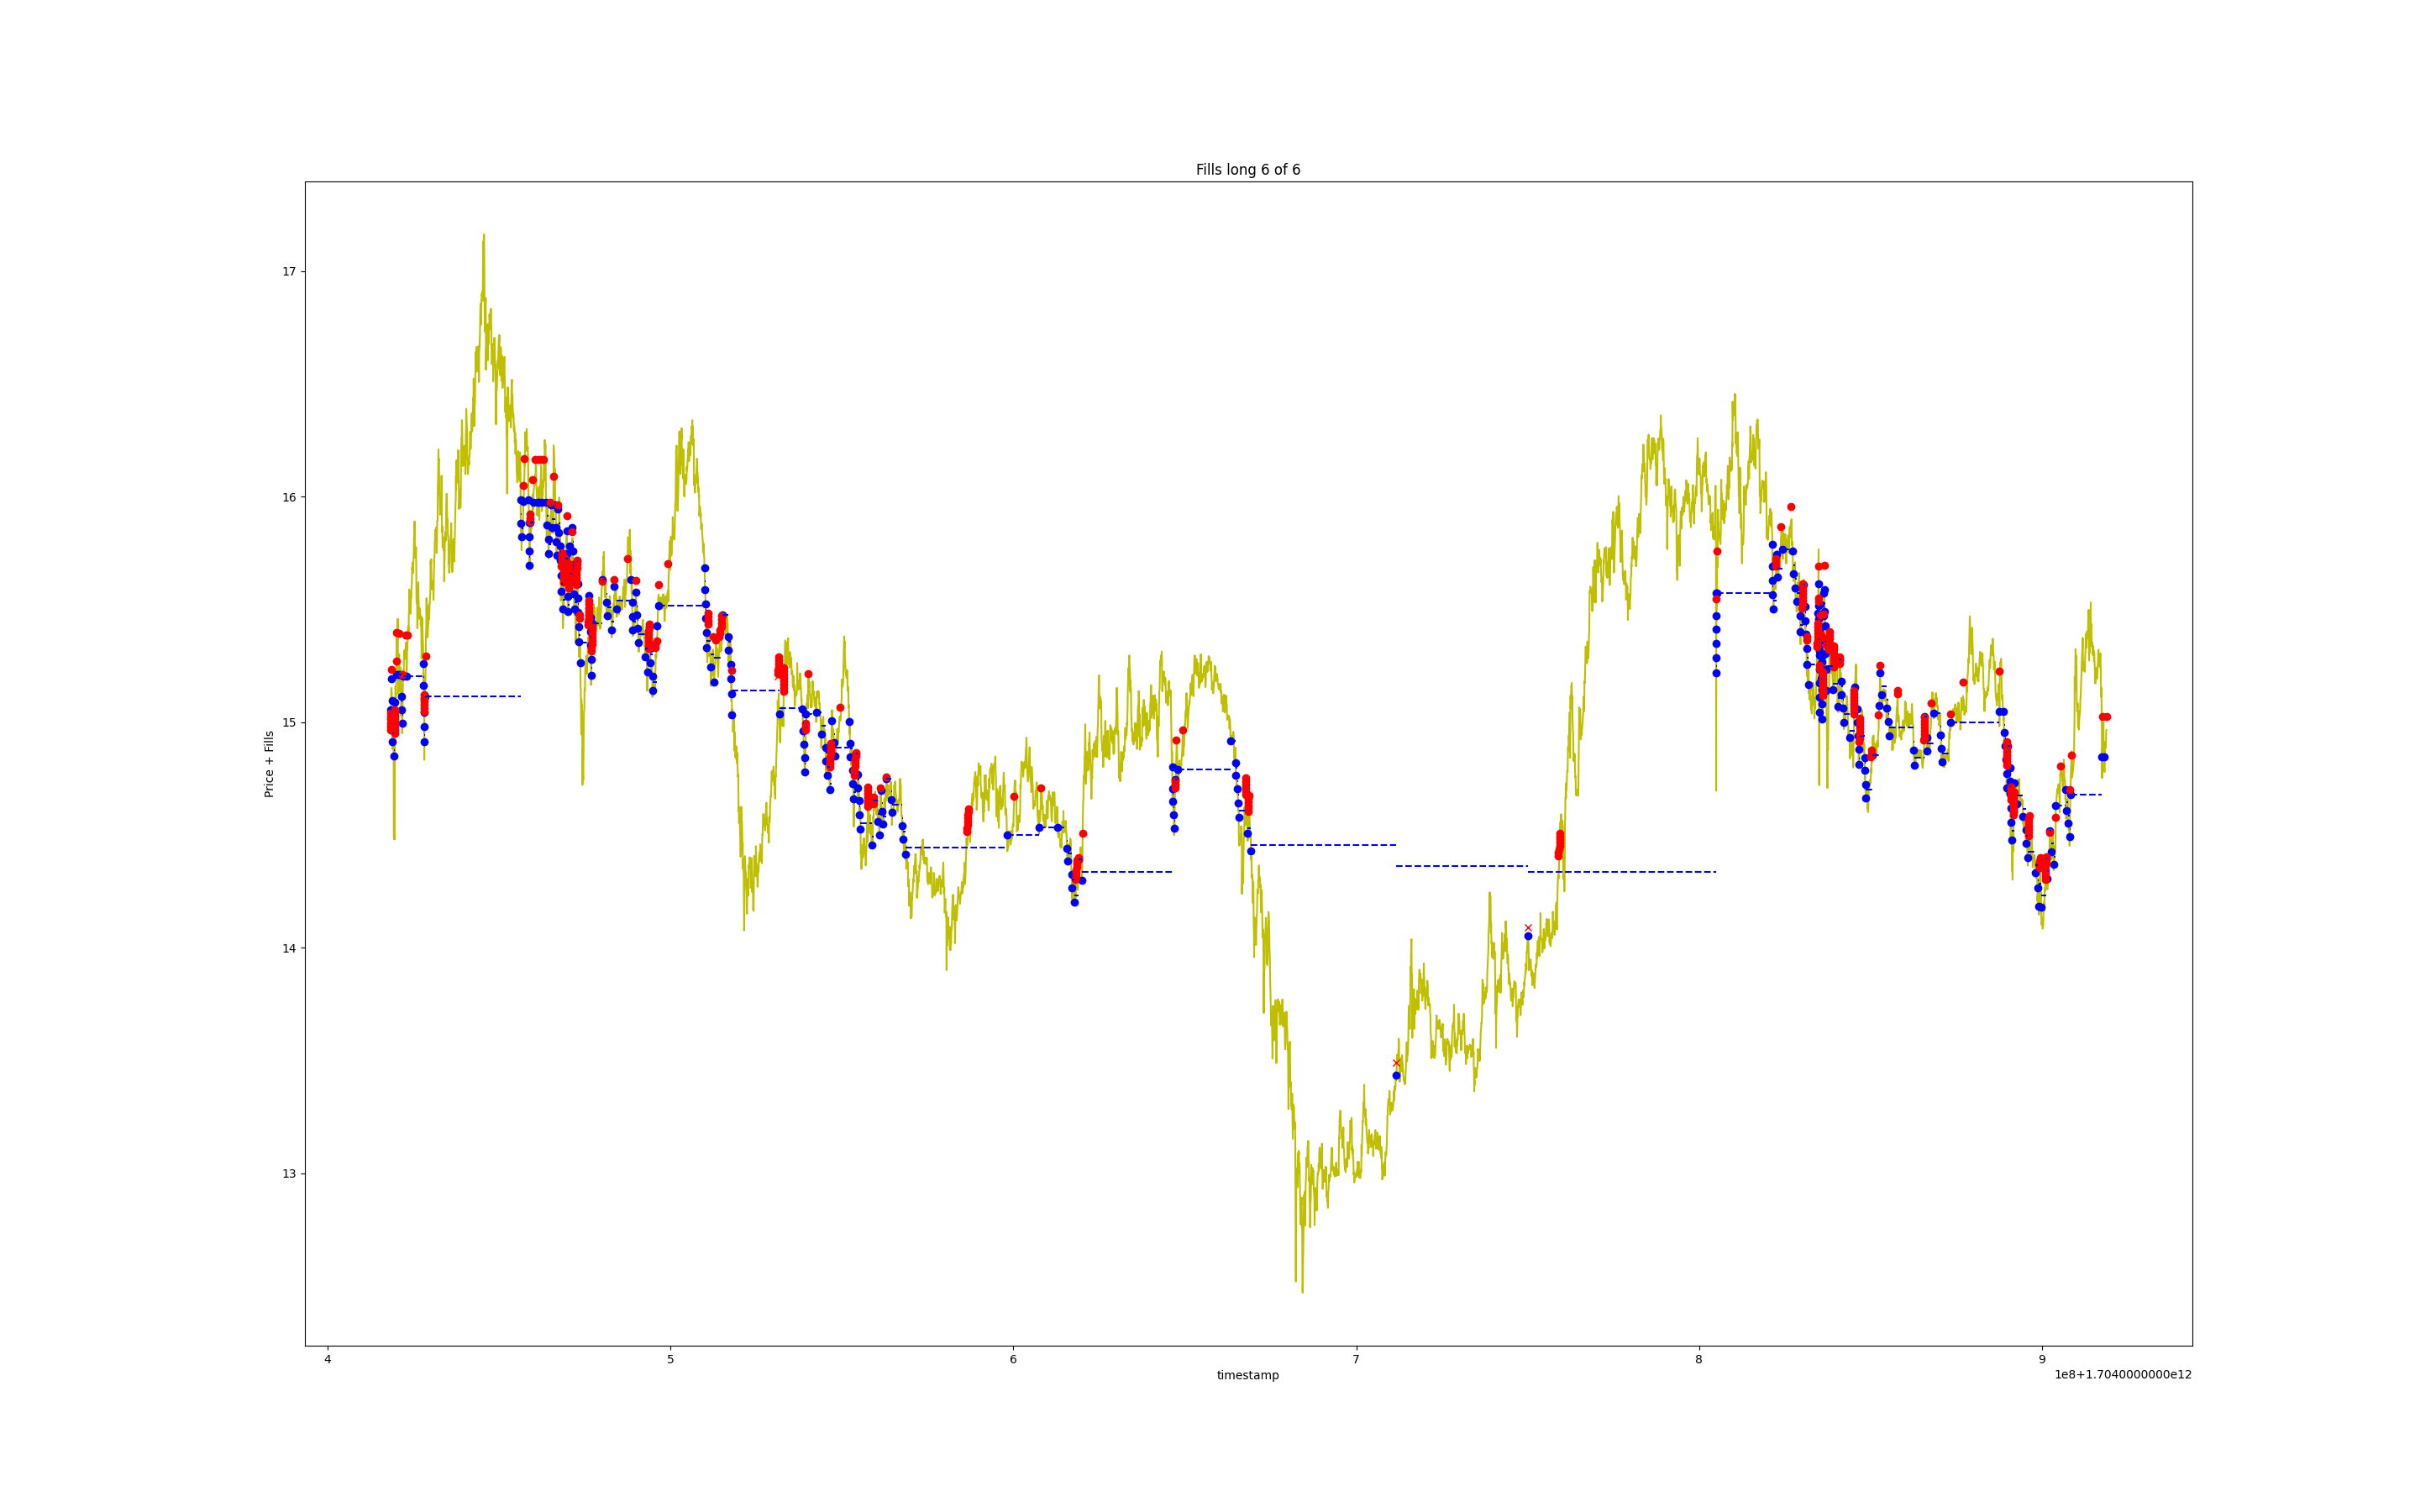 Fills long 6 of 6
17
16
15
14
13
Price + Fills
4 5 6 7 8 9
timestamp
1e8+1.7040000000e12